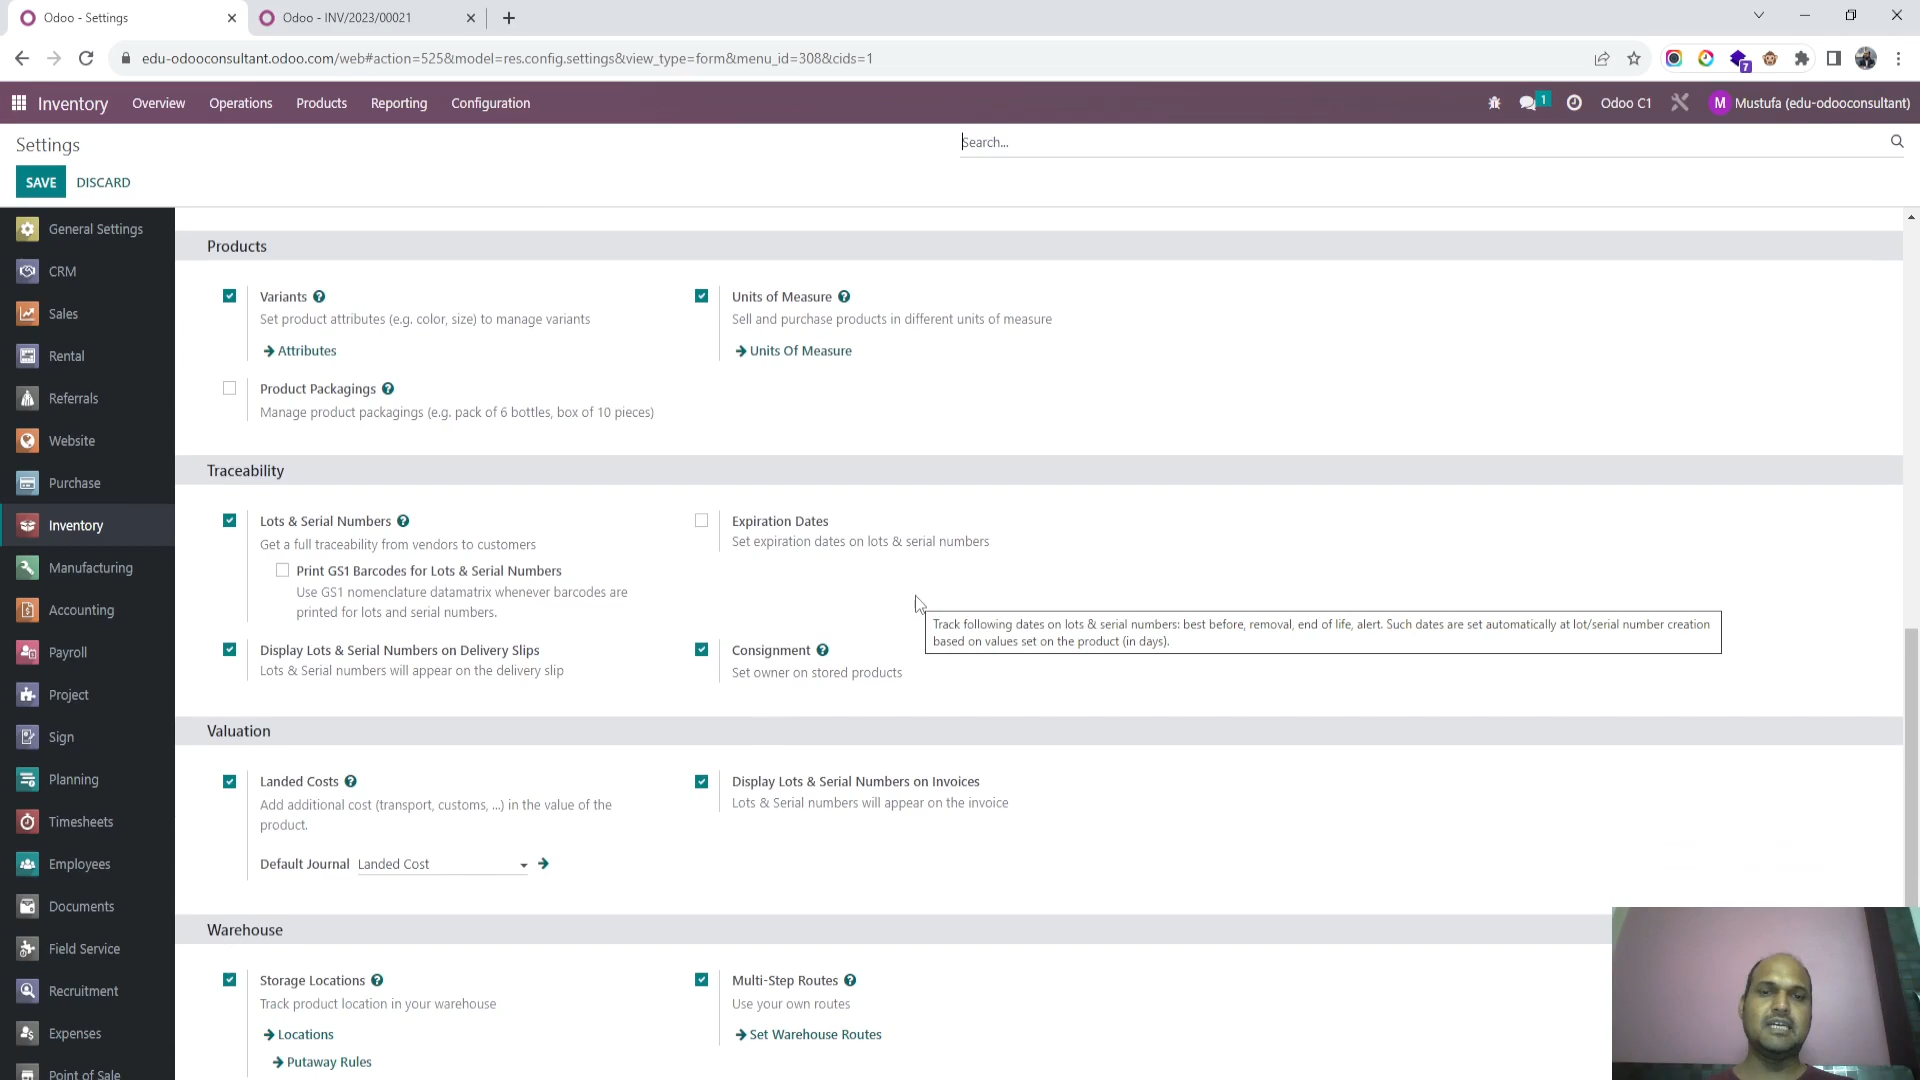 Odoo - Settings
Odoo - INV/2023/00021
edu-odooconsultant.odoo.com/web#action=525&model=res.config.settings&view_type=form&menu_id=308&cids=1
7
Inventory
Overview
Operations
Products
Reporting
Configuration
1
Odoo C1
M
Mustufa (edu-odooconsultant)
Settings
Search...
SAVE
DISCARD
General Settings
CRM
Sales
Rental
Referrals
Website
Purchase
Inventory
Manufacturing
Accounting
Payroll
Project
Sign
Planning
Timesheets
Employees
Documents
Field Service
Recruitment
Expenses
Point of Sale
Products
Variants
Set product attributes (e.g. color, size) to manage variants
Attributes
Units of Measure
Sell and purchase products in different units of measure
Units Of Measure
Product Packagings
Manage product packagings (e.g. pack of 6 bottles, box of 10 pieces)
Traceability
Lots & Serial Numbers
Get a full traceability from vendors to customers
Print GS1 Barcodes for Lots & Serial Numbers
Use GS1 nomenclature datamatrix whenever barcodes are
printed for lots and serial numbers.
Expiration Dates
Set expiration dates on lots & serial numbers
Track following dates on lots & serial numbers: best before, removal, end of life, alert. Such dates are set automatically at lot/serial number creation
based on values set on the product (in days).
Display Lots & Serial Numbers on Delivery Slips
Lots & Serial numbers will appear on the delivery slip
Consignment
Set owner on stored products
Valuation
Landed Costs
Add additional cost (transport, customs, ...) in the value of the
product.
Default Journal
Landed Cost
Display Lots & Serial Numbers on Invoices
Lots & Serial numbers will appear on the invoice
Warehouse
Storage Locations
Track product location in your warehouse
Locations
Putaway Rules
Multi-Step Routes
Use your own routes
Set Warehouse Routes